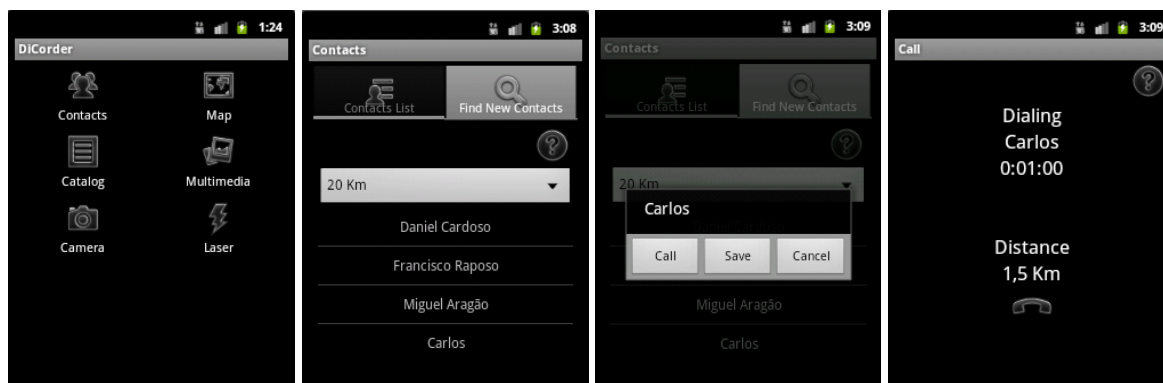 1:24
DiCorder
Contacts
Map
Catalog
Multimedia
Camera
Laser
3:08
Contacts
Contacts List
Find New Contacts
20 Km
Daniel Cardoso
Francisco Raposo
Miguel Aragão
Carlos
3:09
Contacts
Contacts List
Find New Contacts
20 Km
Carlos
Call
Save
Cancel
Miguel Aragão
Carlos
3:09
Call
Dialing
Carlos
0:01:00
Distance
1,5 Km